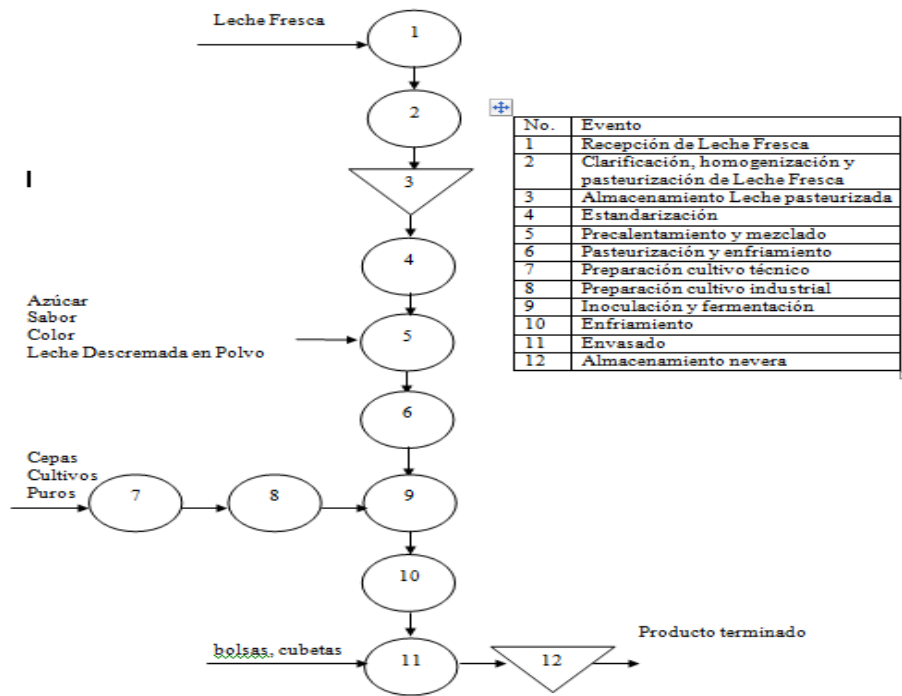 Leche Fresca
1
2
3
4
Azúcar
Sabor
Color
Leche Descremada en Polvo
5
6
Cepas
Cultivos
Puros
7
8
9
10
bolsas, cubetas
11
12
Producto terminado
No. Evento
1 Recepción de Leche Fresca
2 Clarificación, homogenización y
pasteurización de Leche Fresca
3 Almacenamiento Leche pasteurizada
4 Estandarización
5 Precalentamiento y mezclado
6 Pasteurización y enfriamiento
7 Preparación cultivo técnico
8 Preparación cultivo industrial
9 Inoculación y fermentación
10 Enfriamiento
11 Envasado
12 Almacenamiento nevera